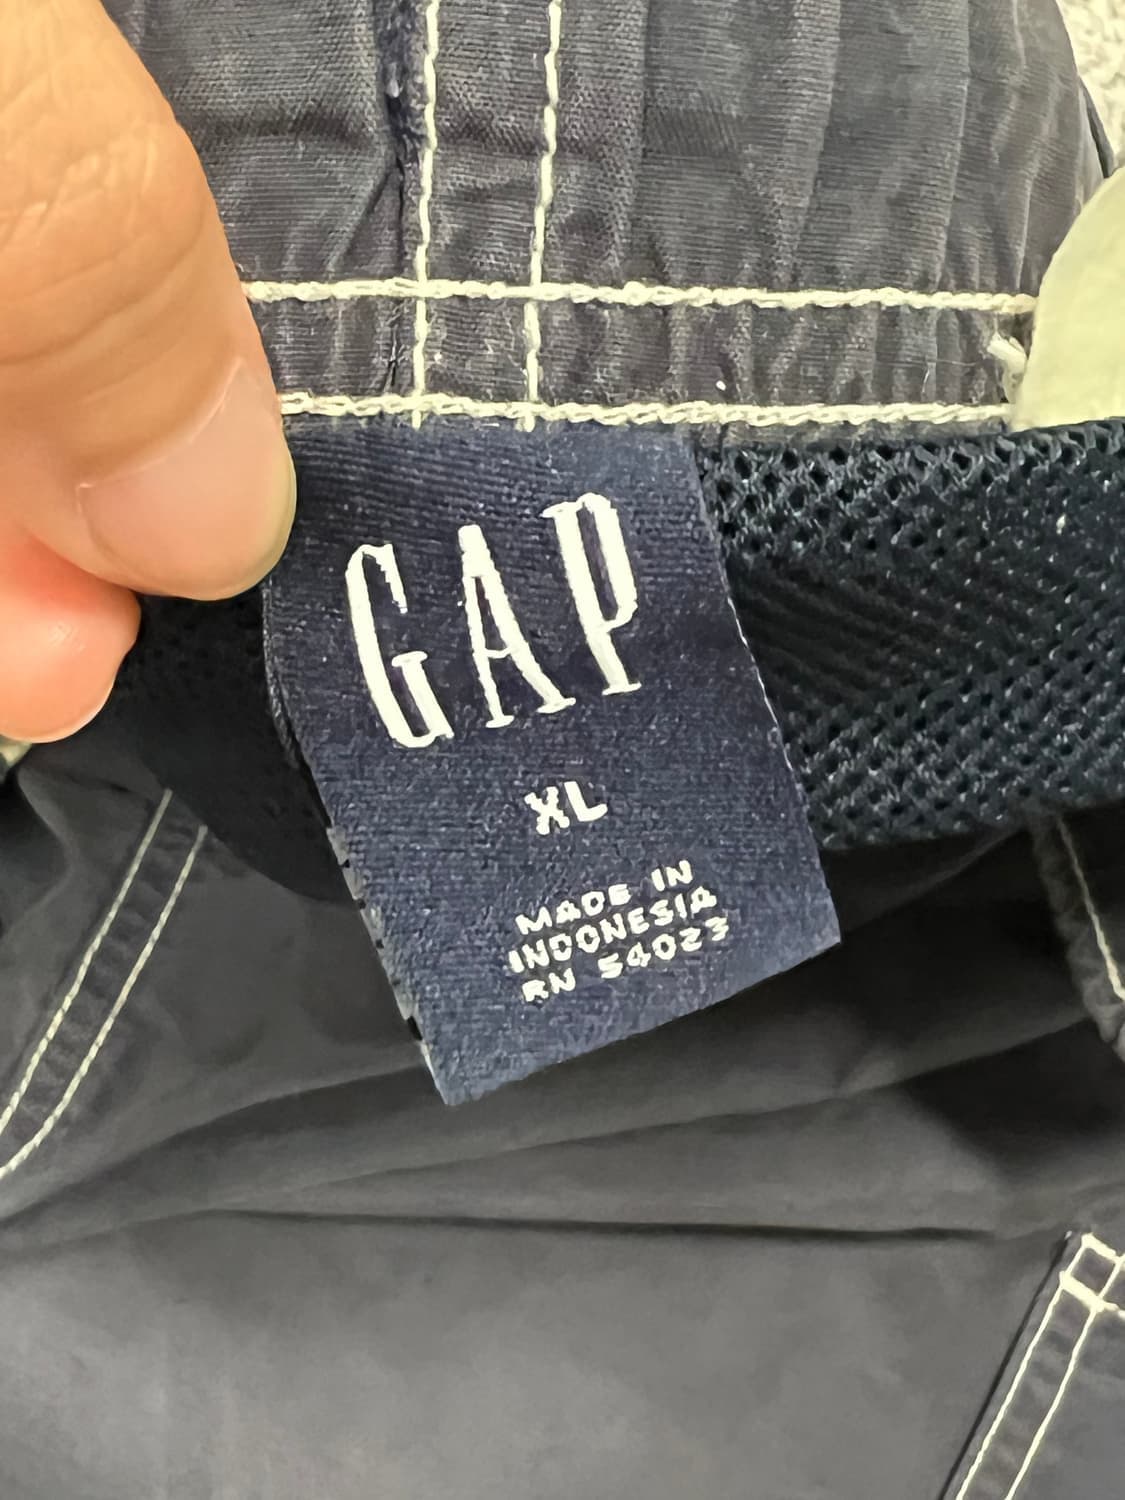 GAP
XL
MADE IN
INDONESIA
RN 54023